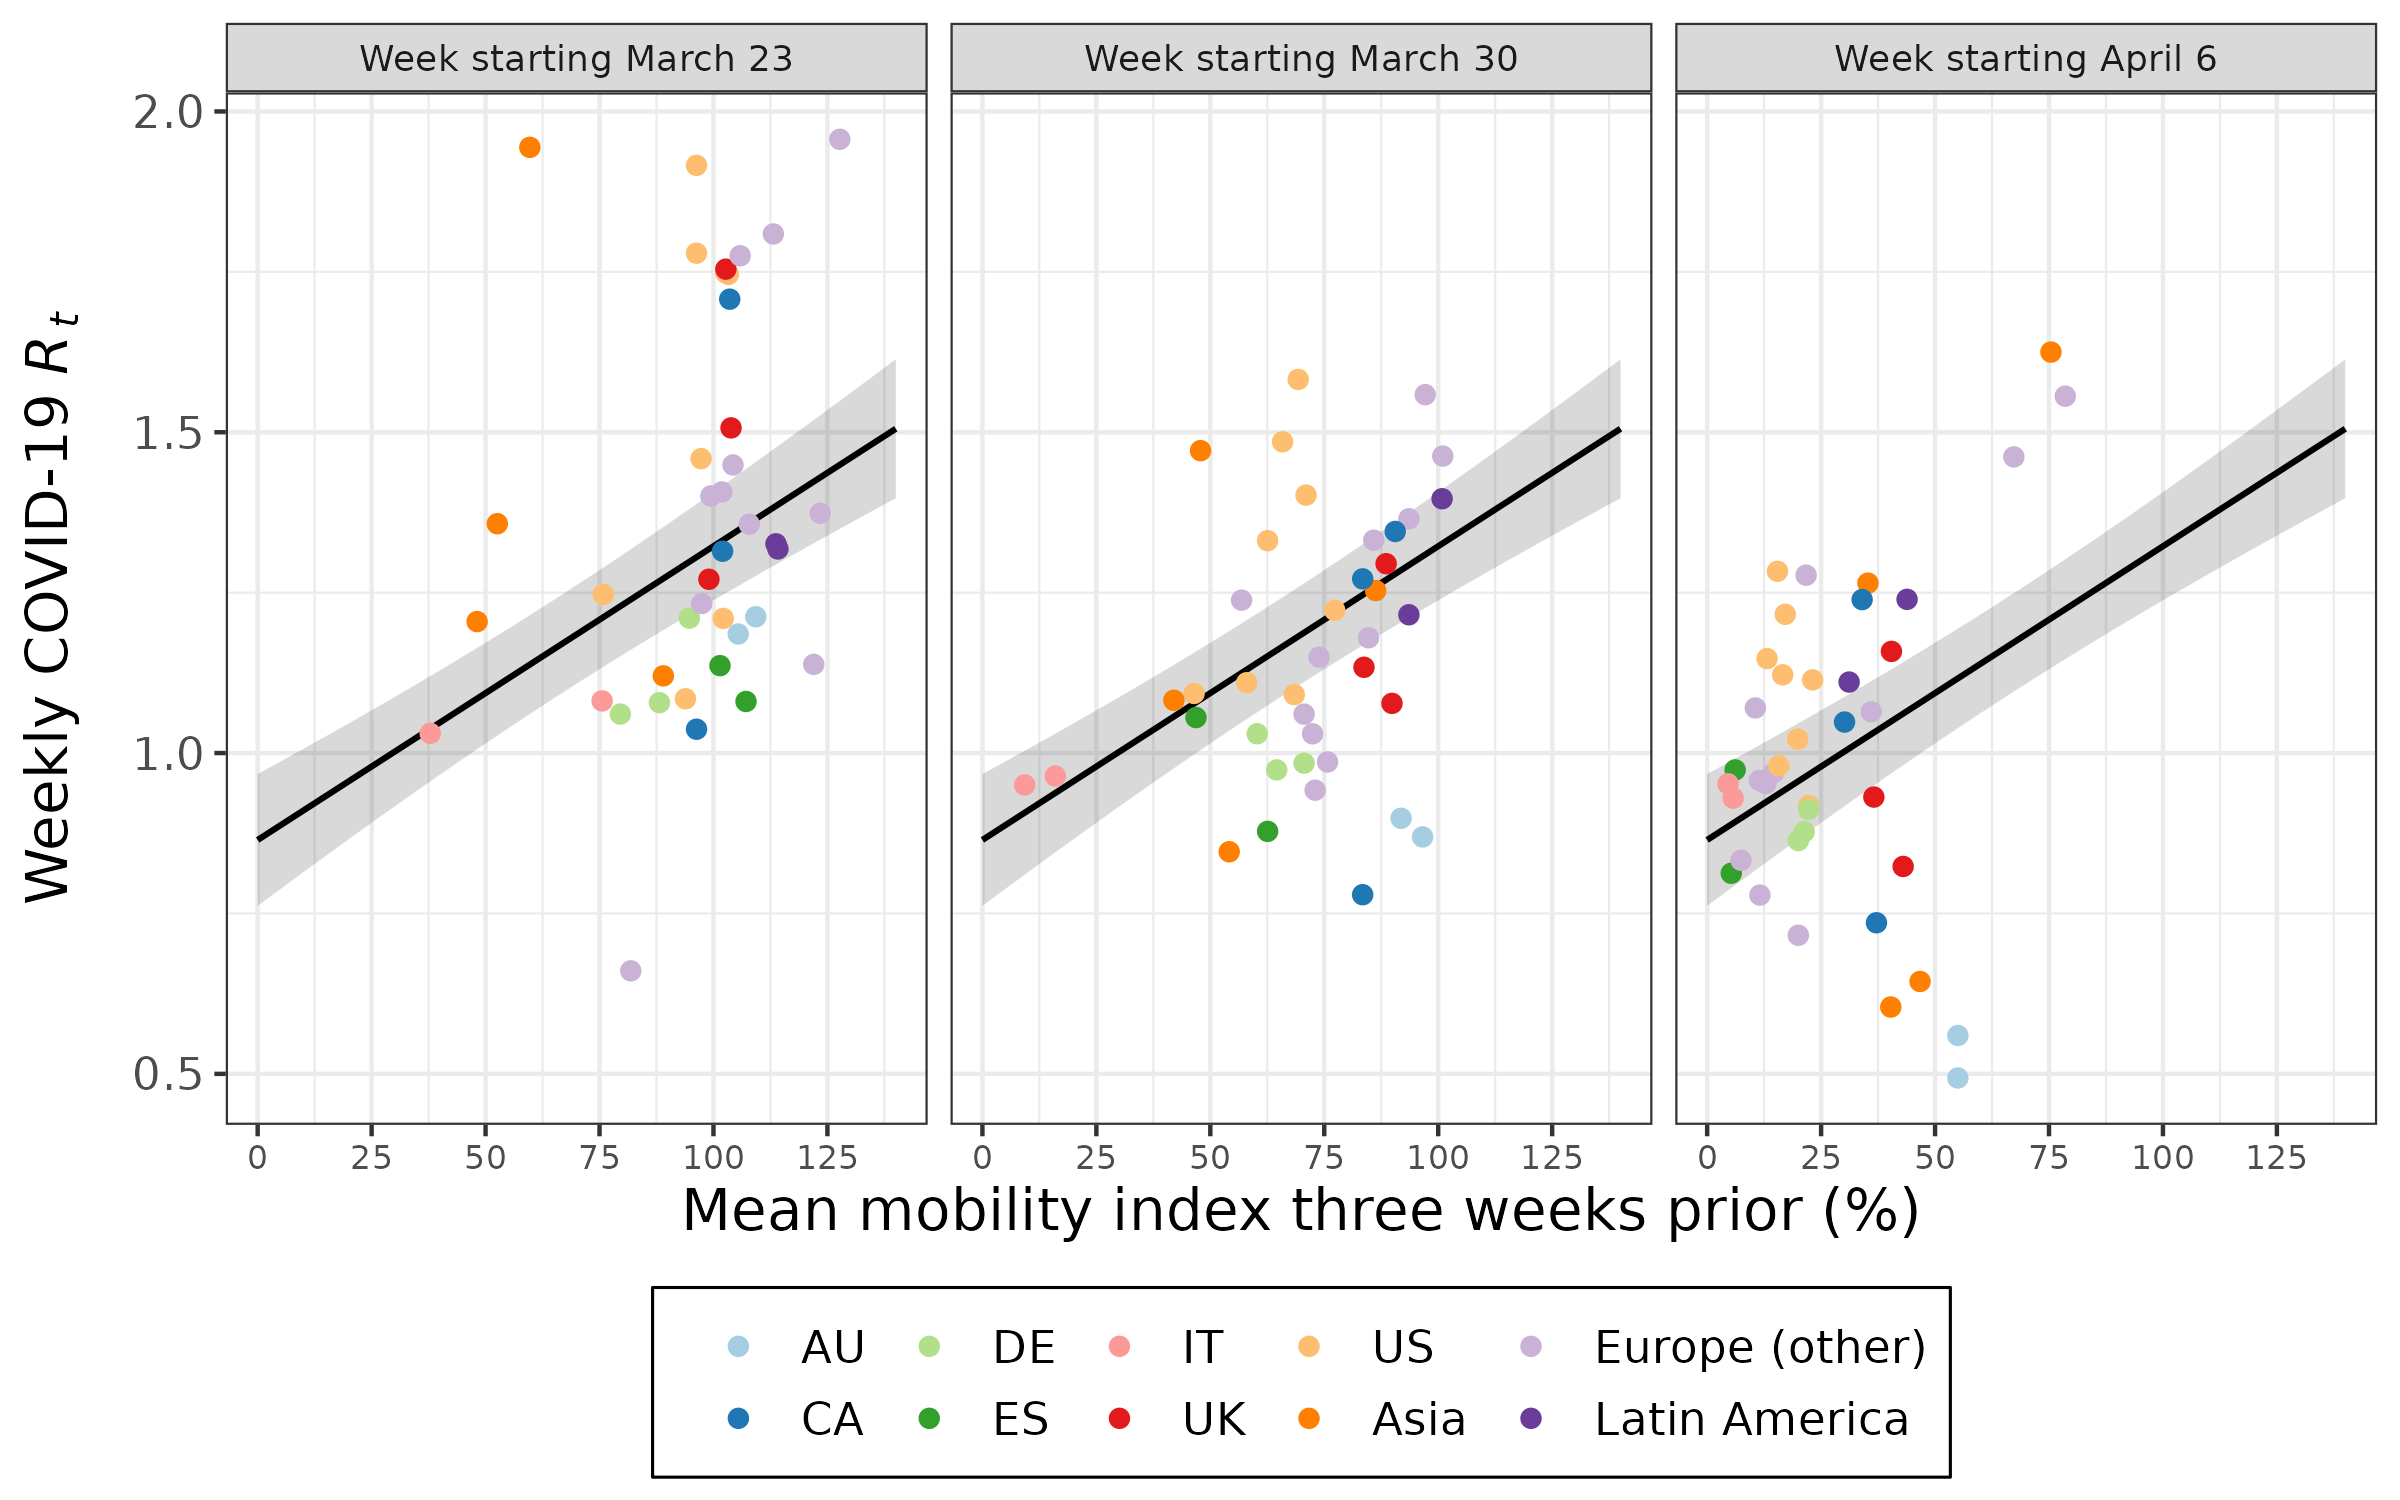 Week starting March 23
Week starting March 30
Week starting April 6
2.0
1.5
1.0
0.5
Weekly COVID-19 R t
0 25 50 75 100 125
0 25 50 75 100 125
0 25 50 75 100 125
Mean mobility index three weeks prior (%)
AU DE IT US Europe (other)
CA ES UK Asia Latin America